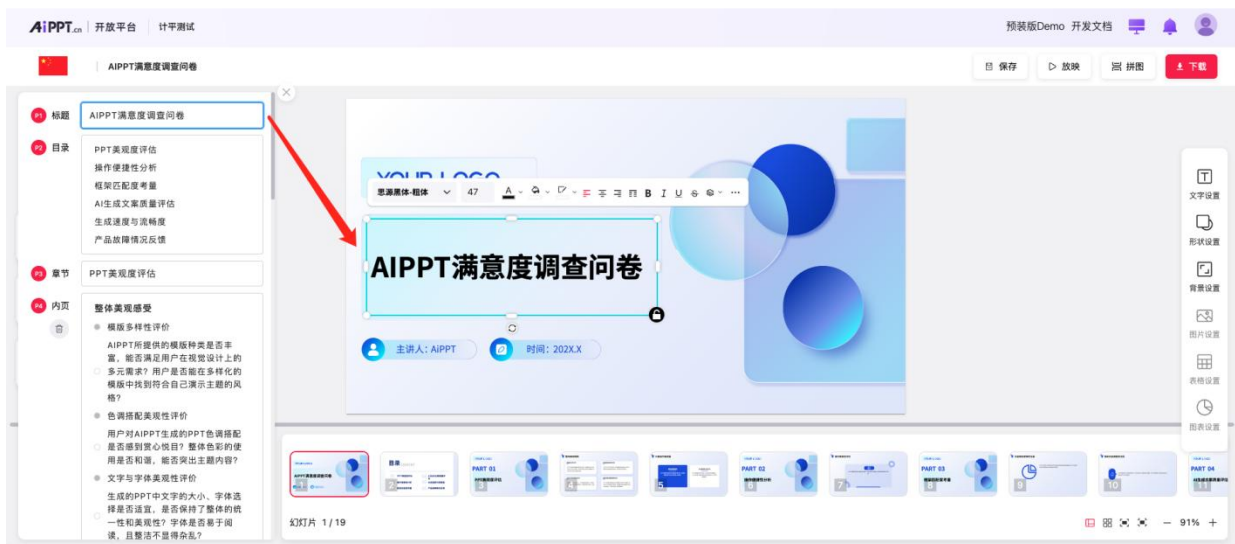 AiPPT.cn 开放平台 计平测试
预装版Demo 开发文档
AIPPT满意度调查问卷
保存 放映 拼图 下载
P1 标题 AIPPT满意度调查问卷
P2 目录 PPT美观度评估
操作便捷性分析
框架匹配度考量
AI生成文案质量评估
生成速度与流畅度
产品故障情况反馈
P3 章节 PPT美观度评估
P4 内页 整体美观感受
模版多样性评价
AIPPT所提供的模版种类是否丰
富，能否满足用户在视觉设计上的
多元需求？用户是否能在多样化的
模版中找到符合自己演示主题的风
格？
色调搭配美观性评价
用户对AIPPT生成的PPT色调搭配
是否感到赏心悦目？整体色彩的使
用是否和谐，能否突出主题内容？
文字与字体美观性评价
生成的PPT中文字的大小、字体选
择是否适宜，是否保持了整体的统
一性和美观性？字体是否易于阅
读，且整洁不显得杂乱？
YOUR LOGO
思源黑体-粗体 47 A B I U S
AIPPT满意度调查问卷
主讲人：AiPPT 时间：202X.X
文字设置
形状设置
背景设置
图片设置
表格设置
图表设置
目录 PART 01 PART 02 PART 03 PART 04
1 2 3 4 5 6 7 8 9 10 11
幻灯片 1 / 19
91%